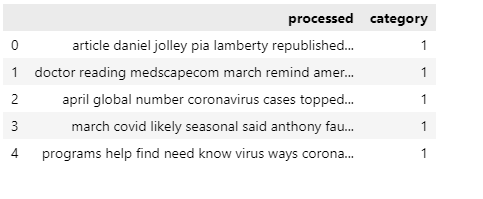 processed category
0 article daniel jolley pia lamberty republished... 1
1 doctor reading medscapecom march remind amer... 1
2 april global number coronavirus cases topped... 1
3 march covid likely seasonal said anthony fau... 1
4 programs help find need know virus ways corona... 1